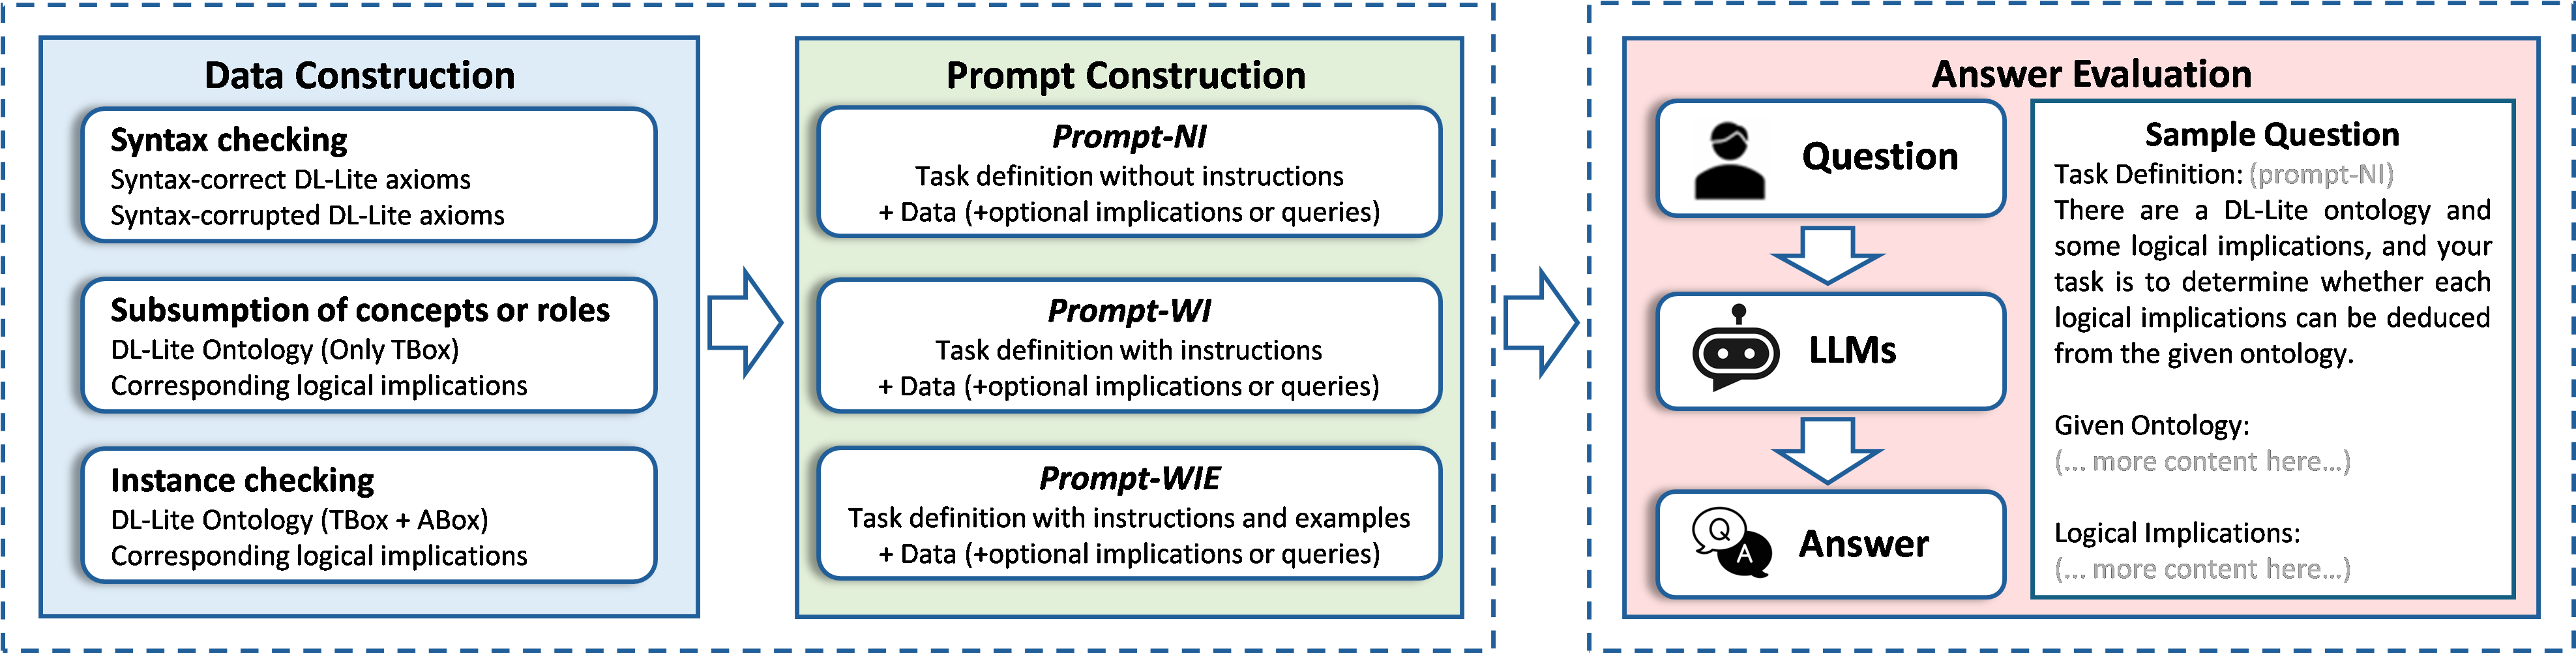 Data Construction
Syntax checking
Syntax-correct DL-Lite axioms
Syntax-corrupted DL-Lite axioms
Subsumption of concepts or roles
DL-Lite Ontology (Only TBox)
Corresponding logical implications
Instance checking
DL-Lite Ontology (TBox + ABox)
Corresponding logical implications
Prompt Construction
Prompt-NI
Task definition without instructions
+ Data (+optional implications or queries)
Prompt-WI
Task definition with instructions
+ Data (+optional implications or queries)
Prompt-WIE
Task definition with instructions and examples
+ Data (+optional implications or queries)
Answer Evaluation
Question
LLMs
Q
A
Answer
Sample Question
Task Definition: (prompt-NI)
There are a DL-Lite ontology and
some logical implications, and your
task is to determine whether each
logical implications can be deduced
from the given ontology.
Given Ontology:
(... more content here...)
Logical Implications:
(... more content here...)